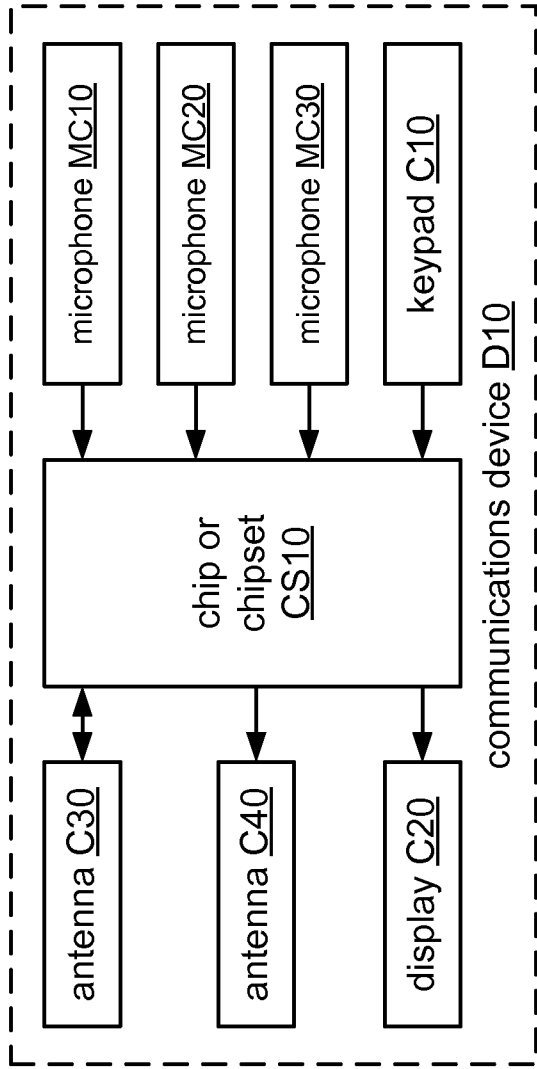 microphone MC10
microphone MC20
microphone MC30
keypad C10
chip or
chipset
CS10
antenna C30
antenna C40
display C20
communications device D10